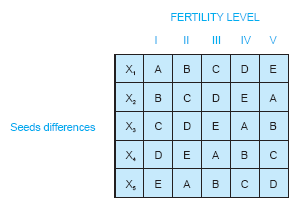 FERTILITY LEVEL
I II III IV V
X₁ A B C D E
X₂ B C D E A
Seeds differences X₃ C D E A B
X₄ D E A B C
X₅ E A B C D